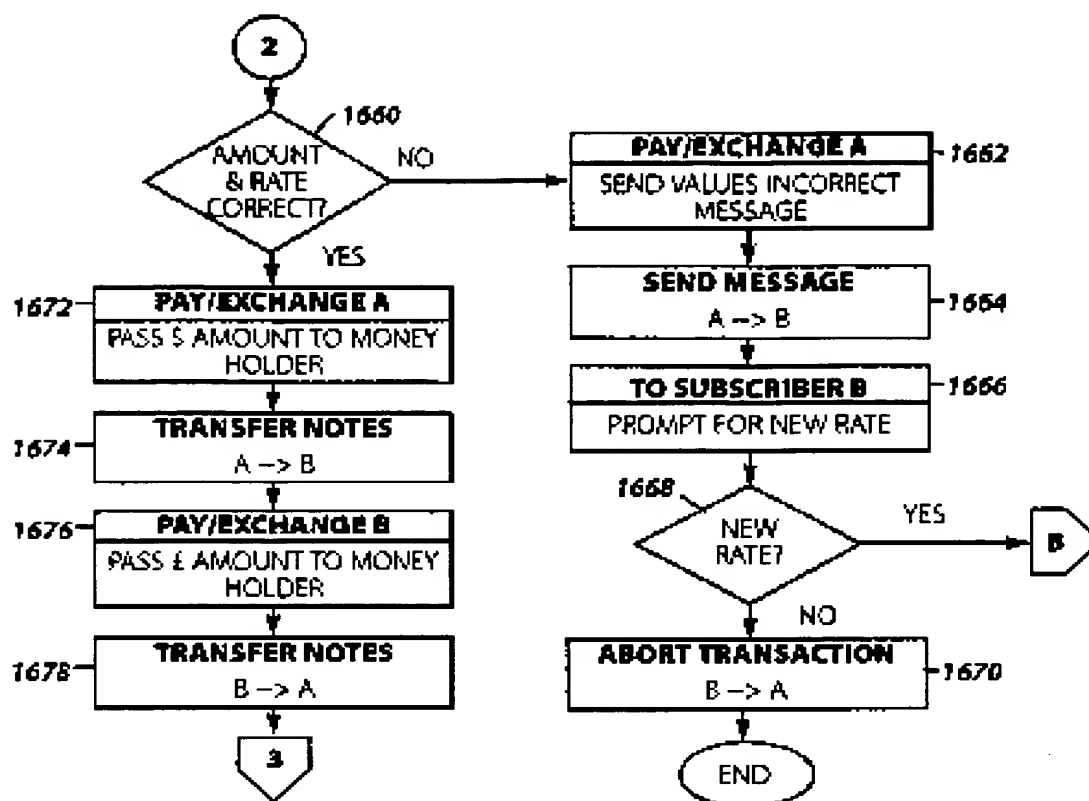 2
1660
AMOUNT
& RATE
CORRECT?
NO
YES
1672
PAY/EXCHANGE A
PASS $ AMOUNT TO MONEY
HOLDER
1674
TRANSFER NOTES
A --> B
1676
PAY/EXCHANGE B
PASS £ AMOUNT TO MONEY
HOLDER
1678
TRANSFER NOTES
B --> A
3
PAY/EXCHANGE A
1662
SEND VALUES INCORRECT
MESSAGE
SEND MESSAGE
A --> B
1664
TO SUBSCRIBER B
1666
PROMPT FOR NEW RATE
1668
NEW
RATE?
YES
B
NO
ABORT TRANSACTION
B --> A
1670
END